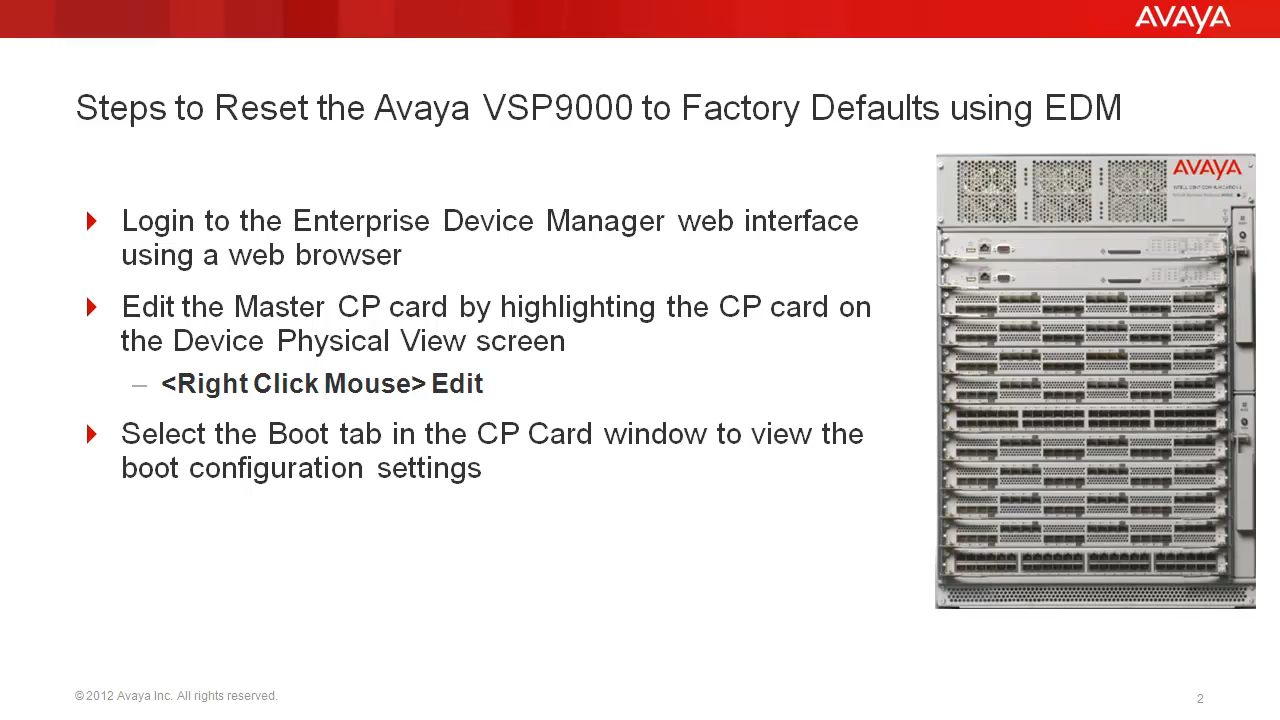 AVAYA
Steps to Reset the Avaya VSP9000 to Factory Defaults using EDM
Login to the Enterprise Device Manager web interface
using a web browser
Edit the Master CP card by highlighting the CP card on
the Device Physical View screen
– <Right Click Mouse> Edit
Select the Boot tab in the CP Card window to view the
boot configuration settings
AVAYA
© 2012 Avaya Inc. All rights reserved.
2